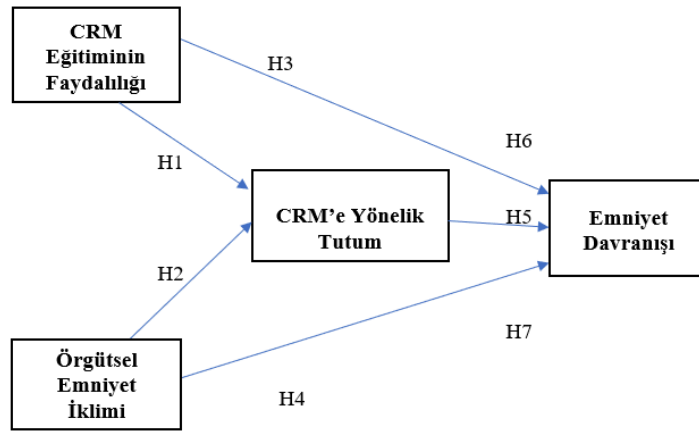 CRM
Eğitiminin
Faydalılığı
H3
H1
H6
CRM’e Yönelik
Tutum
H5
Emniyet
Davranışı
H2
H7
Örgütsel
Emniyet
İklimi
H4